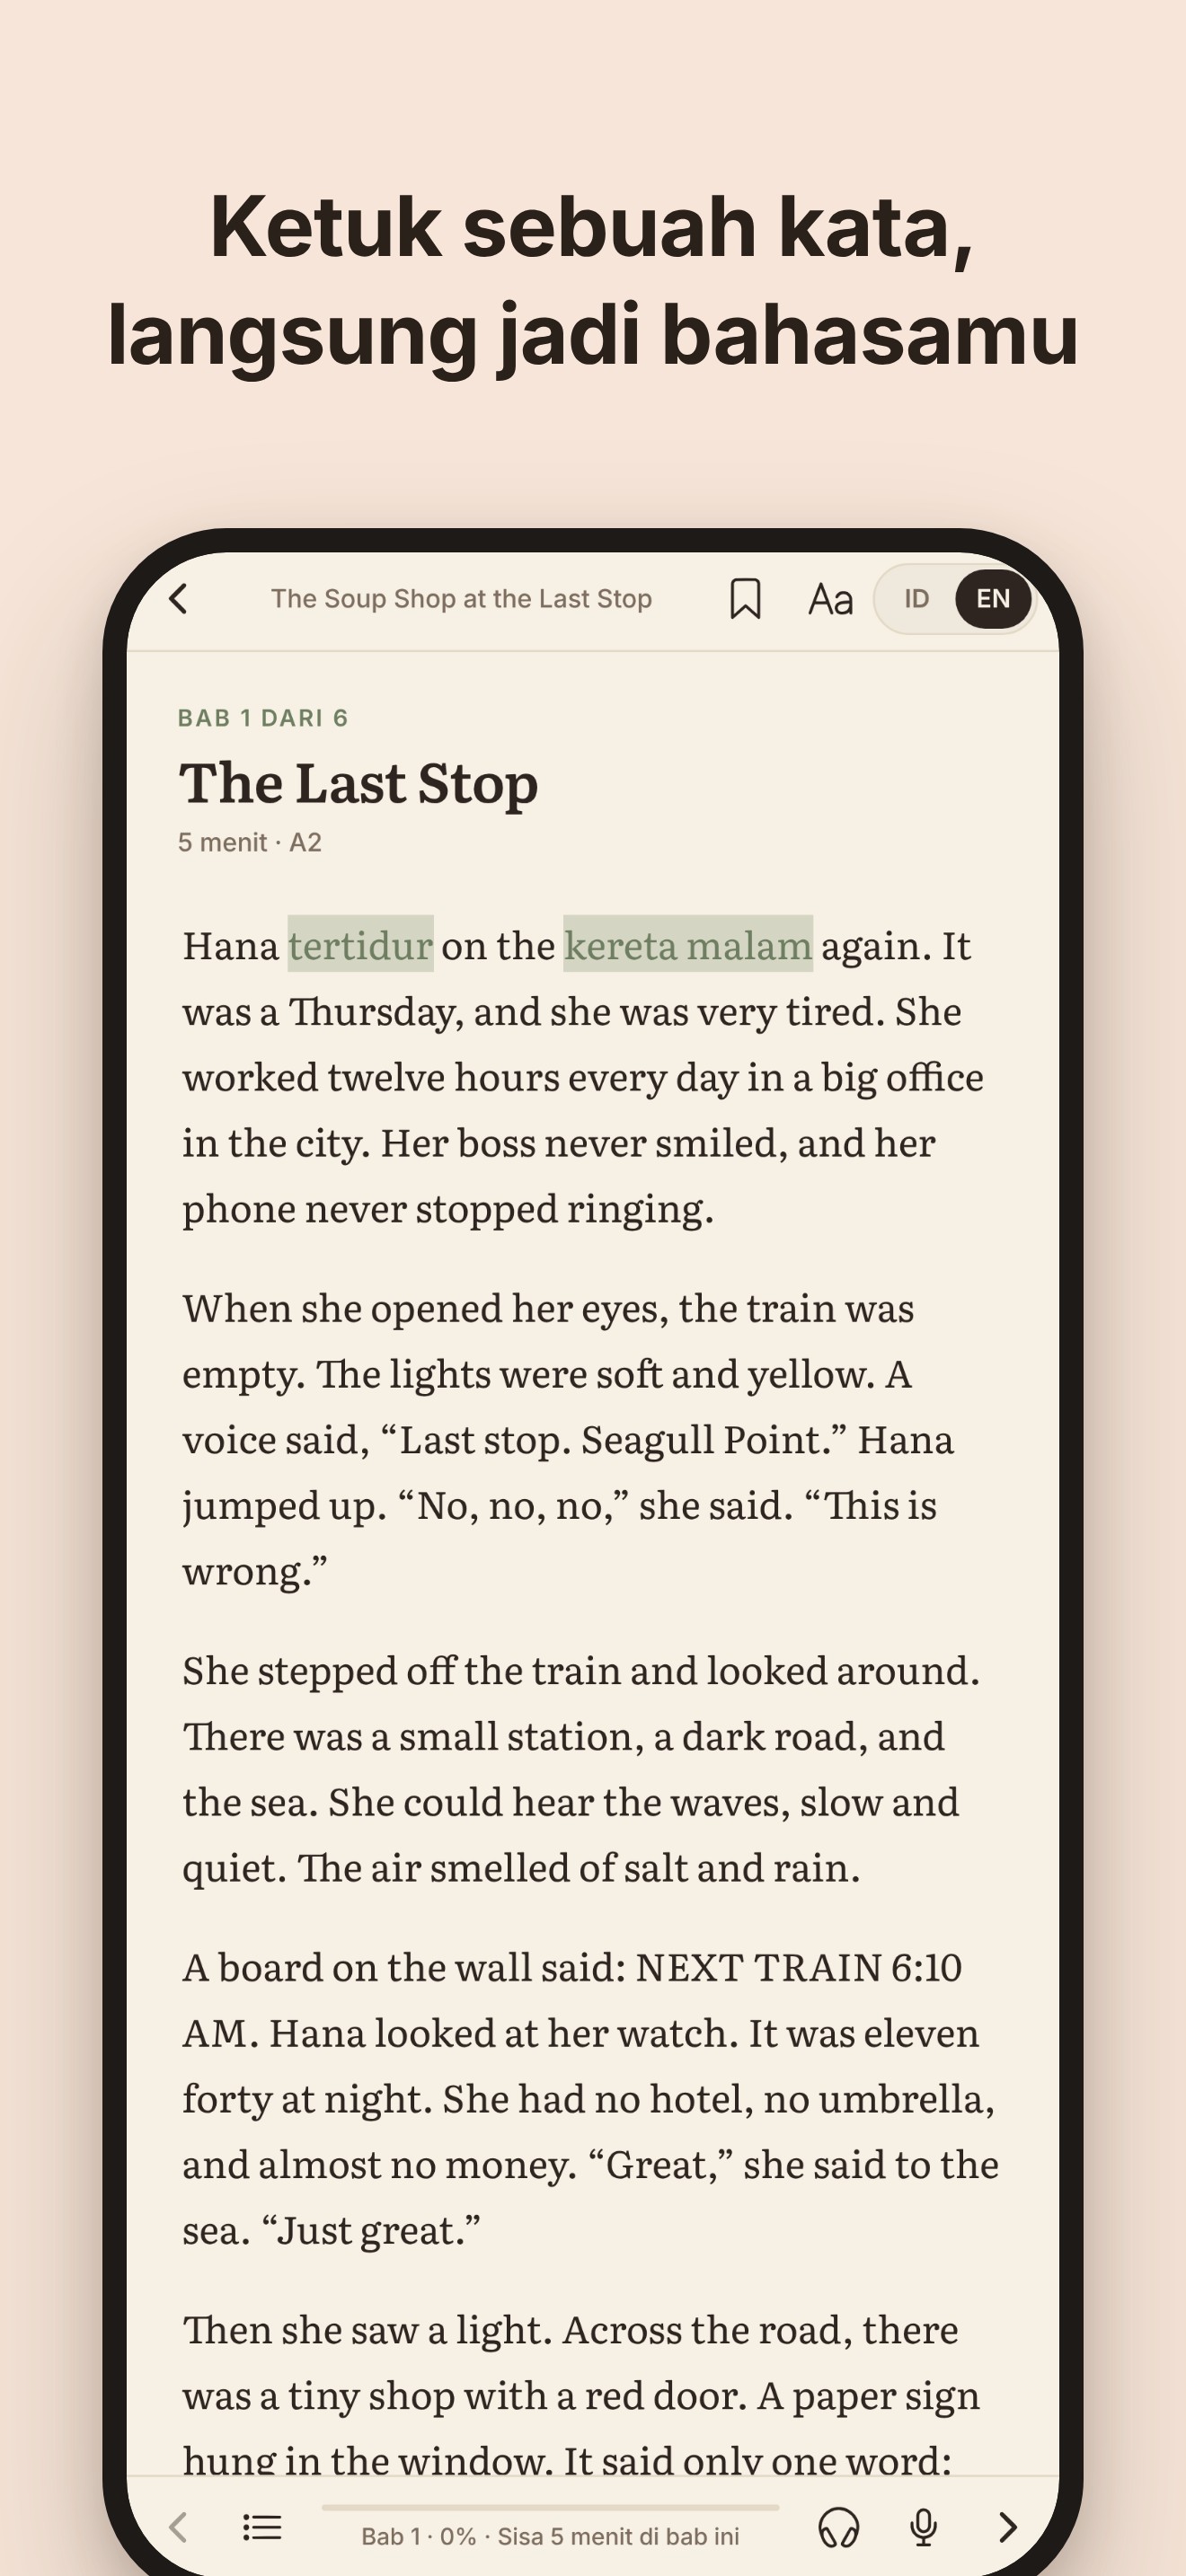 Ketuk sebuah kata,
langsung jadi bahasamu
The Soup Shop at the Last Stop
Aa
ID
EN
BAB 1 DARI 6
The Last Stop
5 menit · A2
Hana tertidur on the kereta malam again. It
was a Thursday, and she was very tired. She
worked twelve hours every day in a big office
in the city. Her boss never smiled, and her
phone never stopped ringing.
When she opened her eyes, the train was
empty. The lights were soft and yellow. A
voice said, “Last stop. Seagull Point.” Hana
jumped up. “No, no, no,” she said. “This is
wrong.”
She stepped off the train and looked around.
There was a small station, a dark road, and
the sea. She could hear the waves, slow and
quiet. The air smelled of salt and rain.
A board on the wall said: NEXT TRAIN 6:10
AM. Hana looked at her watch. It was eleven
forty at night. She had no hotel, no umbrella,
and almost no money. “Great,” she said to the
sea. “Just great.”
Then she saw a light. Across the road, there
was a tiny shop with a red door. A paper sign
hung in the window. It said only one word:
Bab 1 · 0% · Sisa 5 menit di bab ini